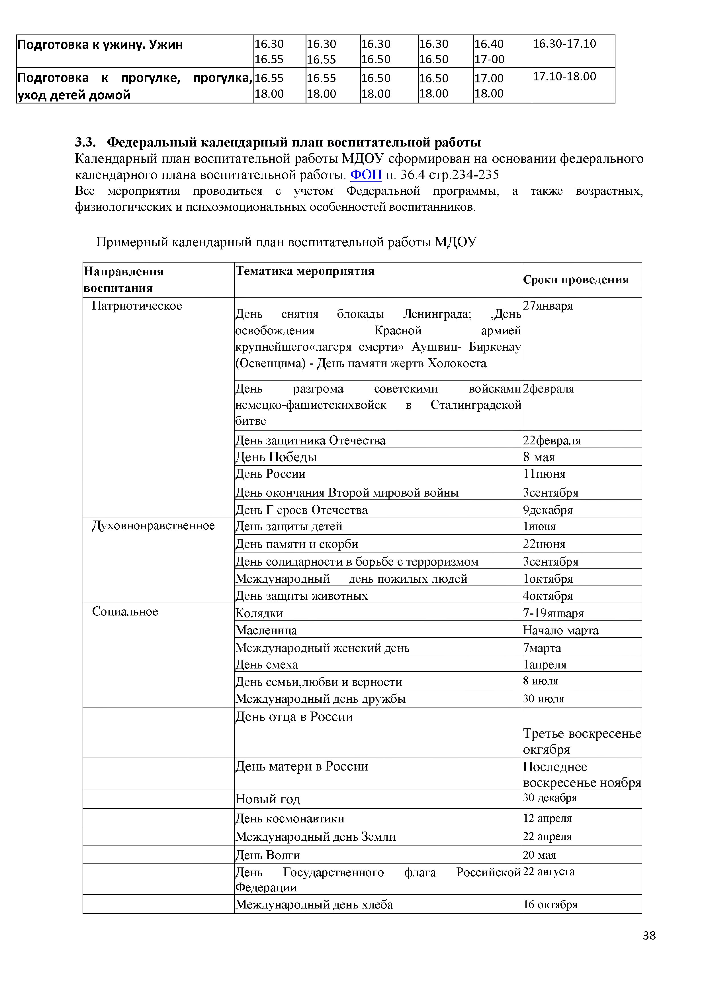 Подготовка к ужину. Ужин 16.30 16.30 16.30 16.30 16.40 16.30-17.10
16.55 16.55 16.50 16.50 17-00
Подготовка к прогулке, прогулка, 16.55 16.55 16.50 16.50 17.00 17.10-18.00
уход детей домой 18.00 18.00 18.00 18.00 18.00
3.3. Федеральный календарный план воспитательной работы
Календарный план воспитательной работы МДОУ сформирован на основании федерального
календарного плана воспитательной работы. ФОП п. 36.4 стр.234-235
Все мероприятия проводиться с учетом Федеральной программы, а также возрастных,
физиологических и психоэмоциональных особенностей воспитанников.
Примерный календарный план воспитательной работы МДОУ
Направления Тематика мероприятия Сроки проведения
воспитания
Патриотическое 27января
День снятия блокады Ленинграда; ,День
освобождения Красной армией
крупнейшего«лагеря смерти» Аушвиц- Биркенау
(Освенцима) - День памяти жертв Холокоста
День разгрома советскими войсками 2февраля
немецко-фашистскихвойск в Сталинградской
битве
День защитника Отечества 22февраля
День Победы 8 мая
День России 11июня
День окончания Второй мировой войны 3сентября
День Г ероев Отечества 9декабря
Духовнонравственное День защиты детей 1июня
День памяти и скорби 22июня
День солидарности в борьбе с терроризмом 3сентября
Международный день пожилых людей 1октября
День защиты животных 4октября
Социальное Колядки 7-19января
Масленица Начало марта
Международный женский день 7марта
День смеха 1апреля
День семьи,любви и верности 8 июля
Международный день дружбы 30 июля
День отца в России
Третье воскресенье
окгября
День матери в России Последнее
воскресенье ноября
Новый год 30 декабря
День космонавтики 12 апреля
Международный день Земли 22 апреля
День Волги 20 мая
День Государственного флага Российской 22 августа
Федерации
Международный день хлеба 16 октября
38